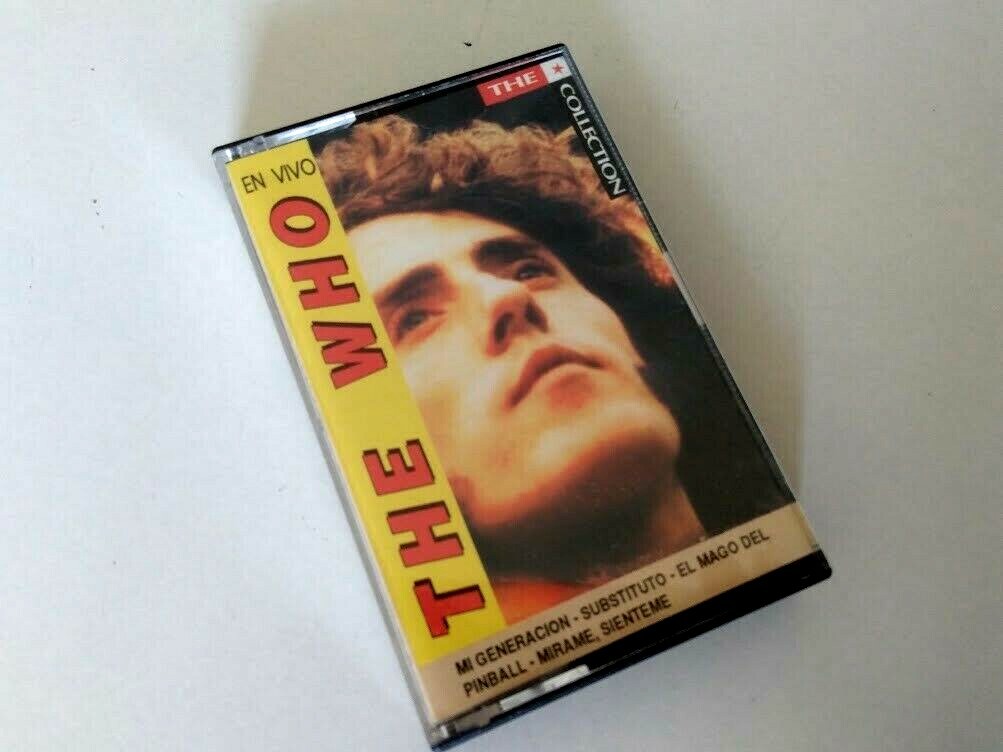 THE
COLLECTION
EN VIVO
THE WHO
MI GENERACION - SUBSTITUTO - EL MAGO DEL
PINBALL - MIRAME, SIENTEME